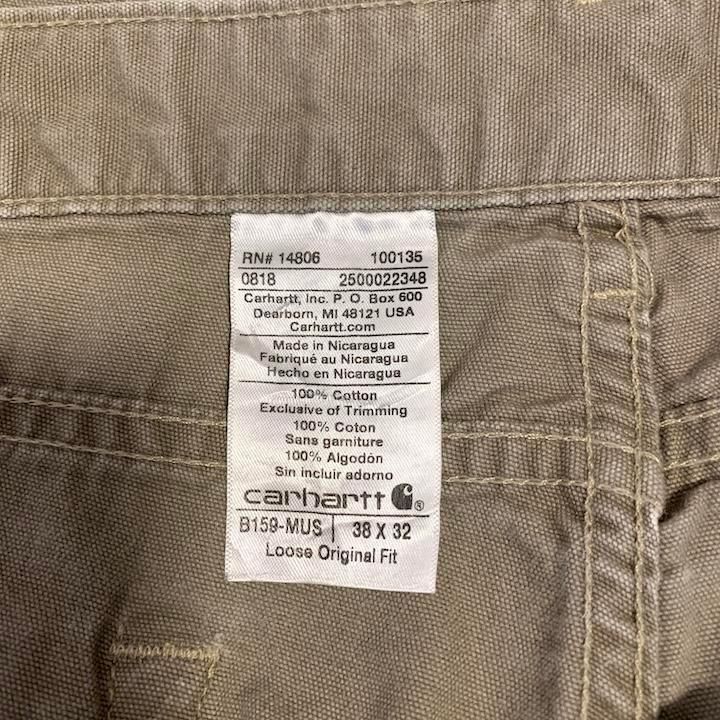 RN# 14806 100135
0818 2500022348
Carhartt, Inc. P. O. Box 600
Dearborn, MI 48121 USA
Carhartt.com
Made in Nicaragua
Fabriqué au Nicaragua
Hecho en Nicaragua
100% Cotton
Exclusive of Trimming
100% Coton
Sans garniture
100% Algodón
Sin incluir adorno
carhartt ®
B159-MUS | 38 X 32
Loose Original Fit